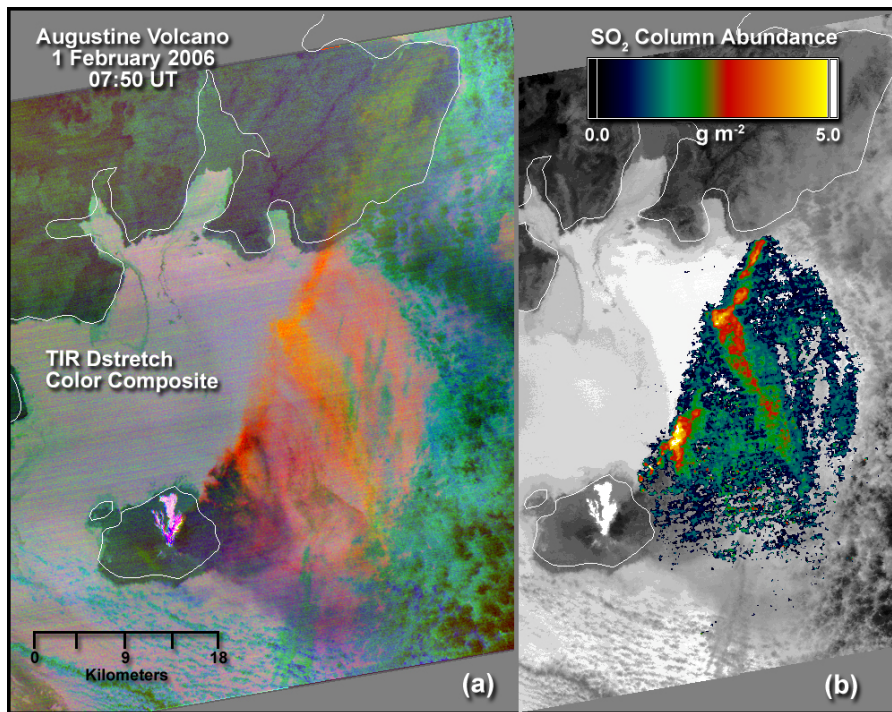 Augustine Volcano
1 February 2006
07:50 UT
TIR Dstretch
Color Composite
0 9 18
Kilometers
(a)
SO₂ Column Abundance
0.0 g m⁻² 5.0
(b)